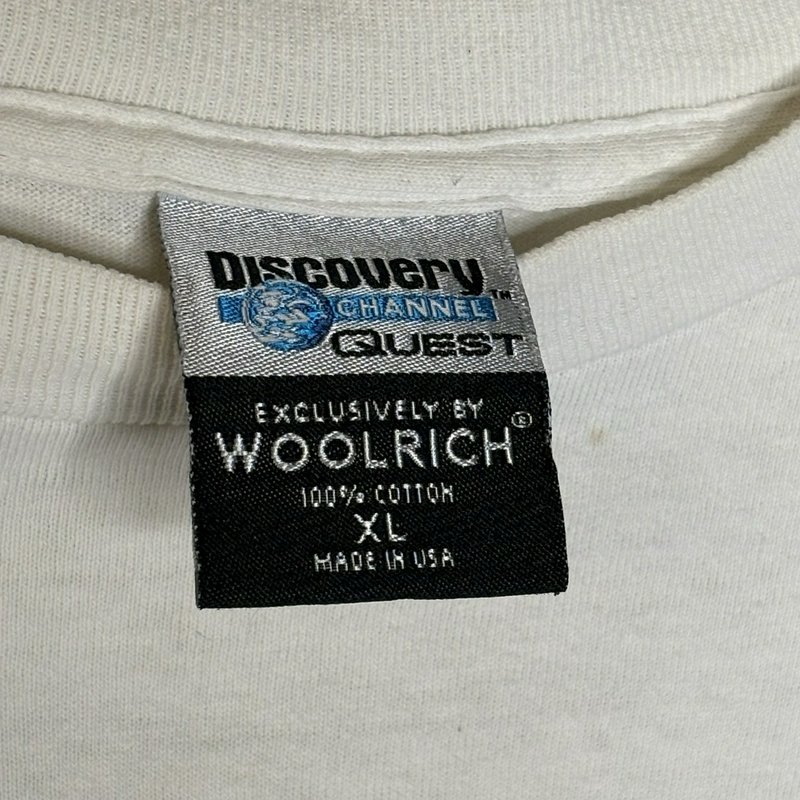 Discovery
CHANNEL™
QUEST
EXCLUSIVELY BY
WOOLRICH®
100% COTTON
XL
MADE IN USA